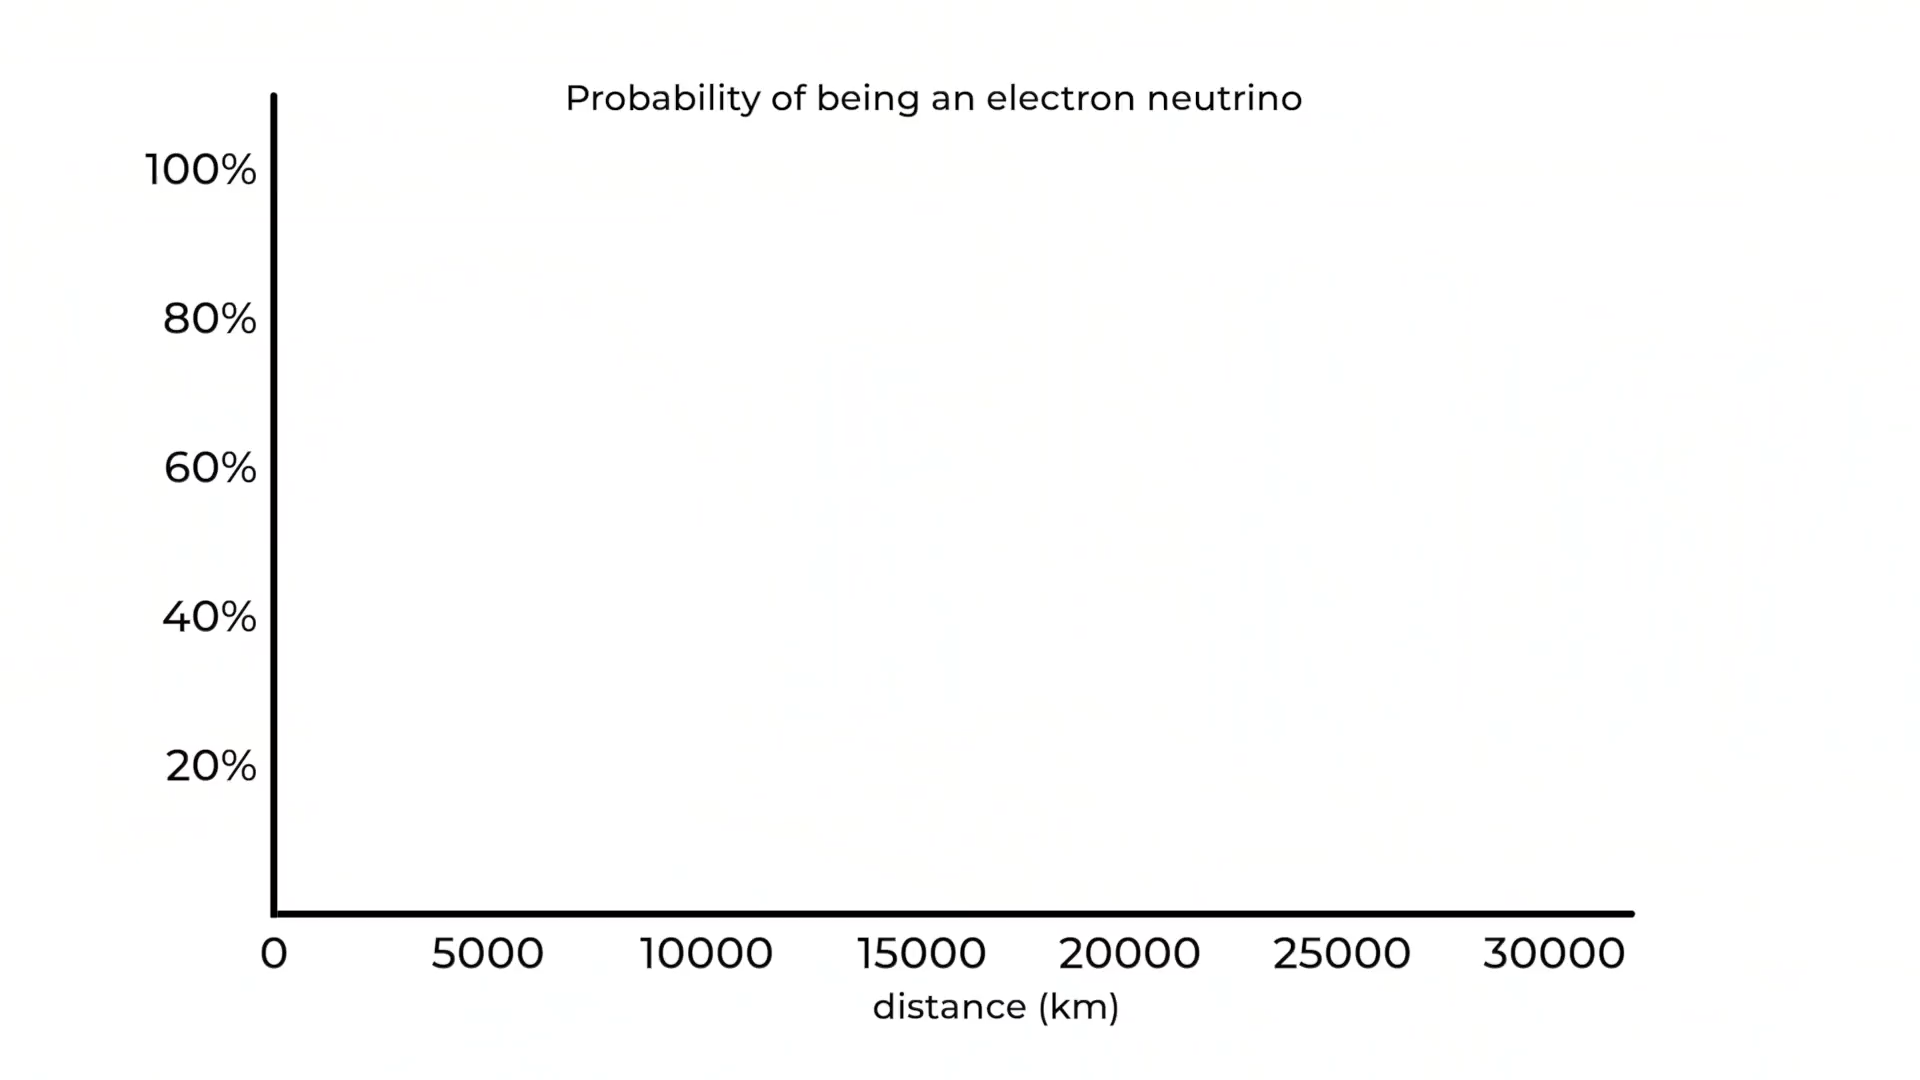 Probability of being an electron neutrino
100%
80%
60%
40%
20%
0 5000 10000 15000 20000 25000 30000
distance (km)